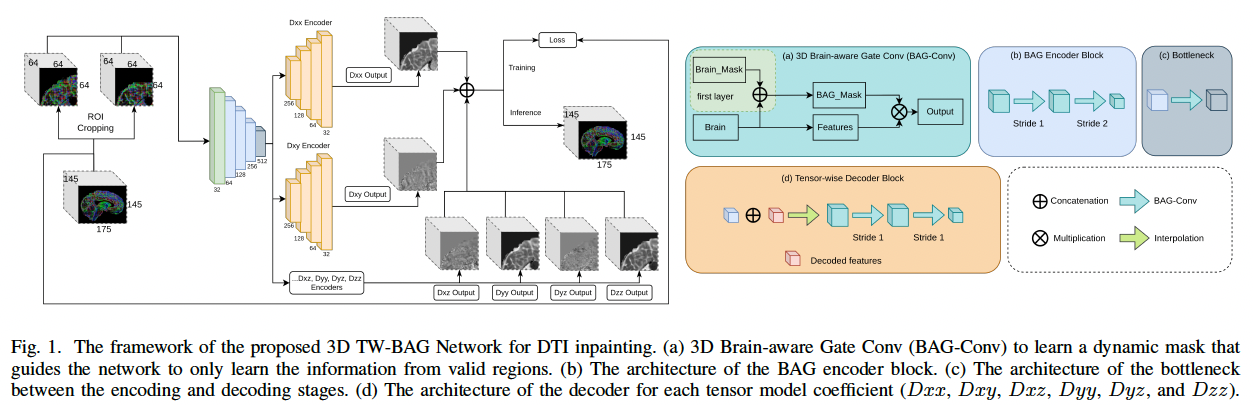 Dxx Encoder
64 64 64 64
64 64
ROI
Cropping
145
145
175
32
64
128
256
512
256
128
64
32
Dxx Output
Dxy Encoder
256
128
64
32
Dxy Output
...Dxz, Dyy, Dyz, Dzz
Encoders
Dxz Output
Dyy Output
Dyz Output
Dzz Output
Loss
Training
Inference
145
145
175
(a) 3D Brain-aware Gate Conv (BAG-Conv)
Brain_Mask
first layer
BAG_Mask
Brain
Features
Output
(b) BAG Encoder Block
Stride 1
Stride 2
(c) Bottleneck
(d) Tensor-wise Decoder Block
Stride 1
Stride 1
Decoded features
Concatenation
BAG-Conv
Multiplication
Interpolation
Fig. 1. The framework of the proposed 3D TW-BAG Network for DTI inpainting. (a) 3D Brain-aware Gate Conv (BAG-Conv) to learn a dynamic mask that
guides the network to only learn the information from valid regions. (b) The architecture of the BAG encoder block. (c) The architecture of the bottleneck
between the encoding and decoding stages. (d) The architecture of the decoder for each tensor model coefficient (Dxx, Dxy, Dxz, Dyy, Dyz, and Dzz).